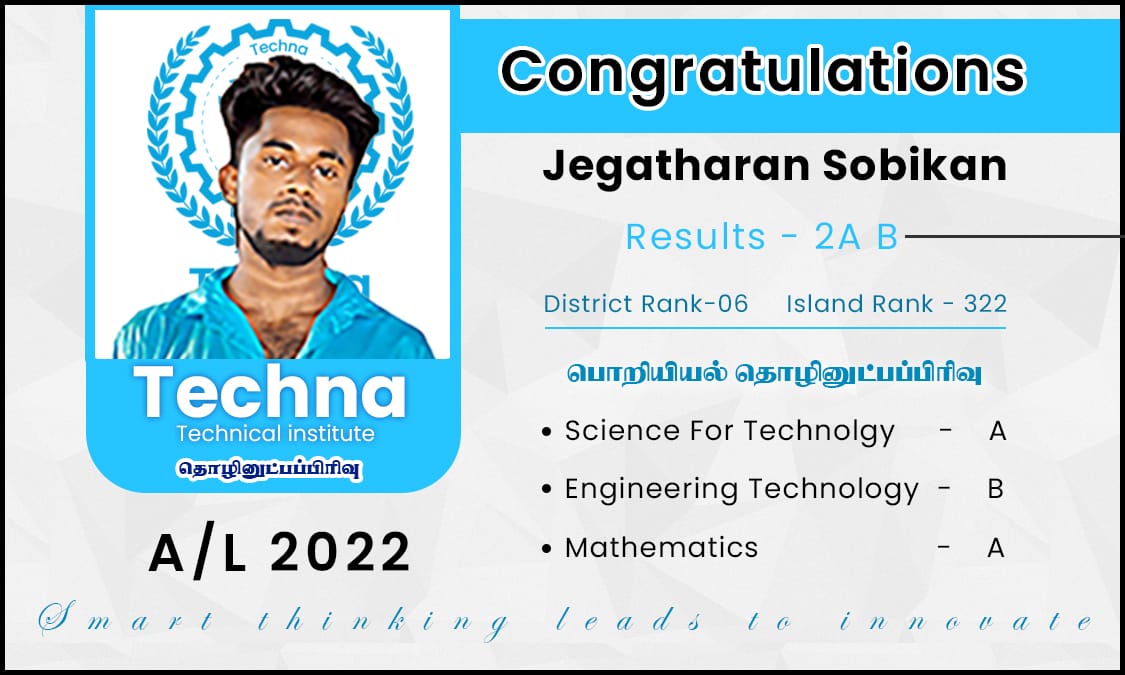 Techna
Congratulations
Jegatharan Sobikan
Results - 2A B
District Rank-06 Island Rank - 322
பொறியியல் தொழினுட்பப்பிரிவு
Science For Technolgy - A
Engineering Technology - B
Mathematics - A
Techna
Technical institute
தொழினுட்பப்பிரிவு
A/L 2022
Smart thinking leads to innovate